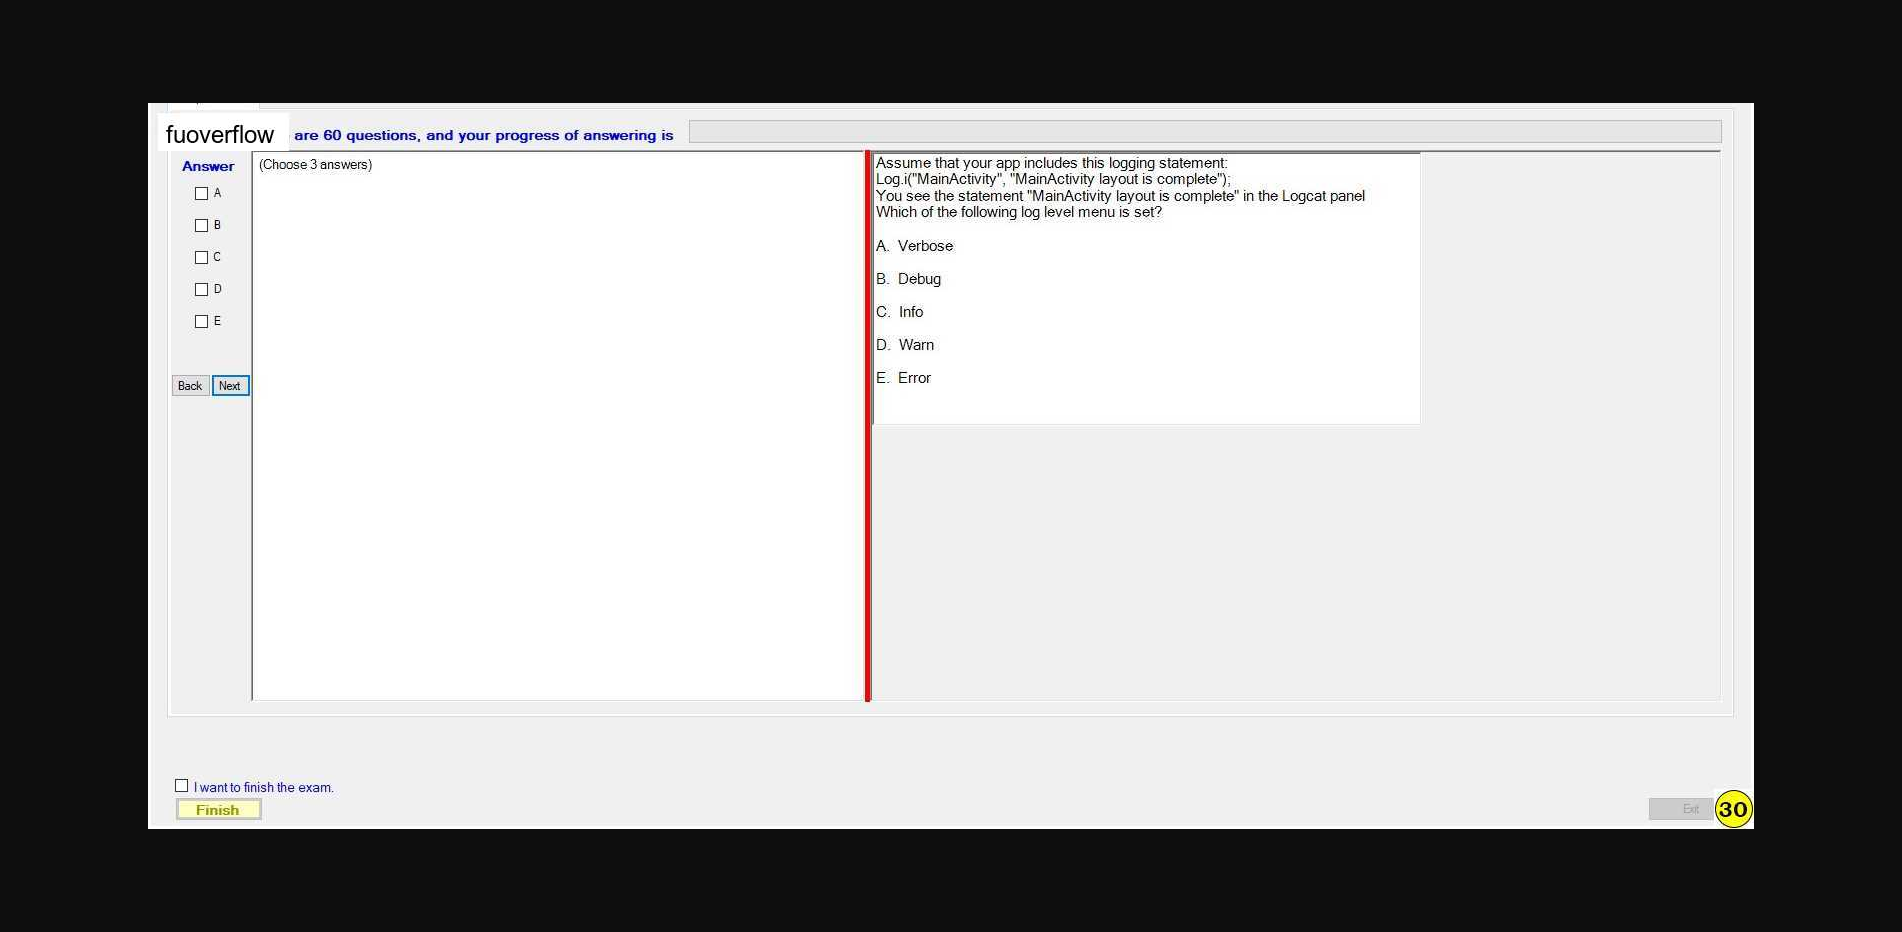 fuoverflow are 60 questions, and your progress of answering is
Answer
(Choose 3 answers)
A
B
C
D
E
Back Next
Assume that your app includes this logging statement:
Log.i("MainActivity", "MainActivity layout is complete");
You see the statement "MainActivity layout is complete" in the Logcat panel
Which of the following log level menu is set?
A. Verbose
B. Debug
C. Info
D. Warn
E. Error
I want to finish the exam.
Finish
Exit
30